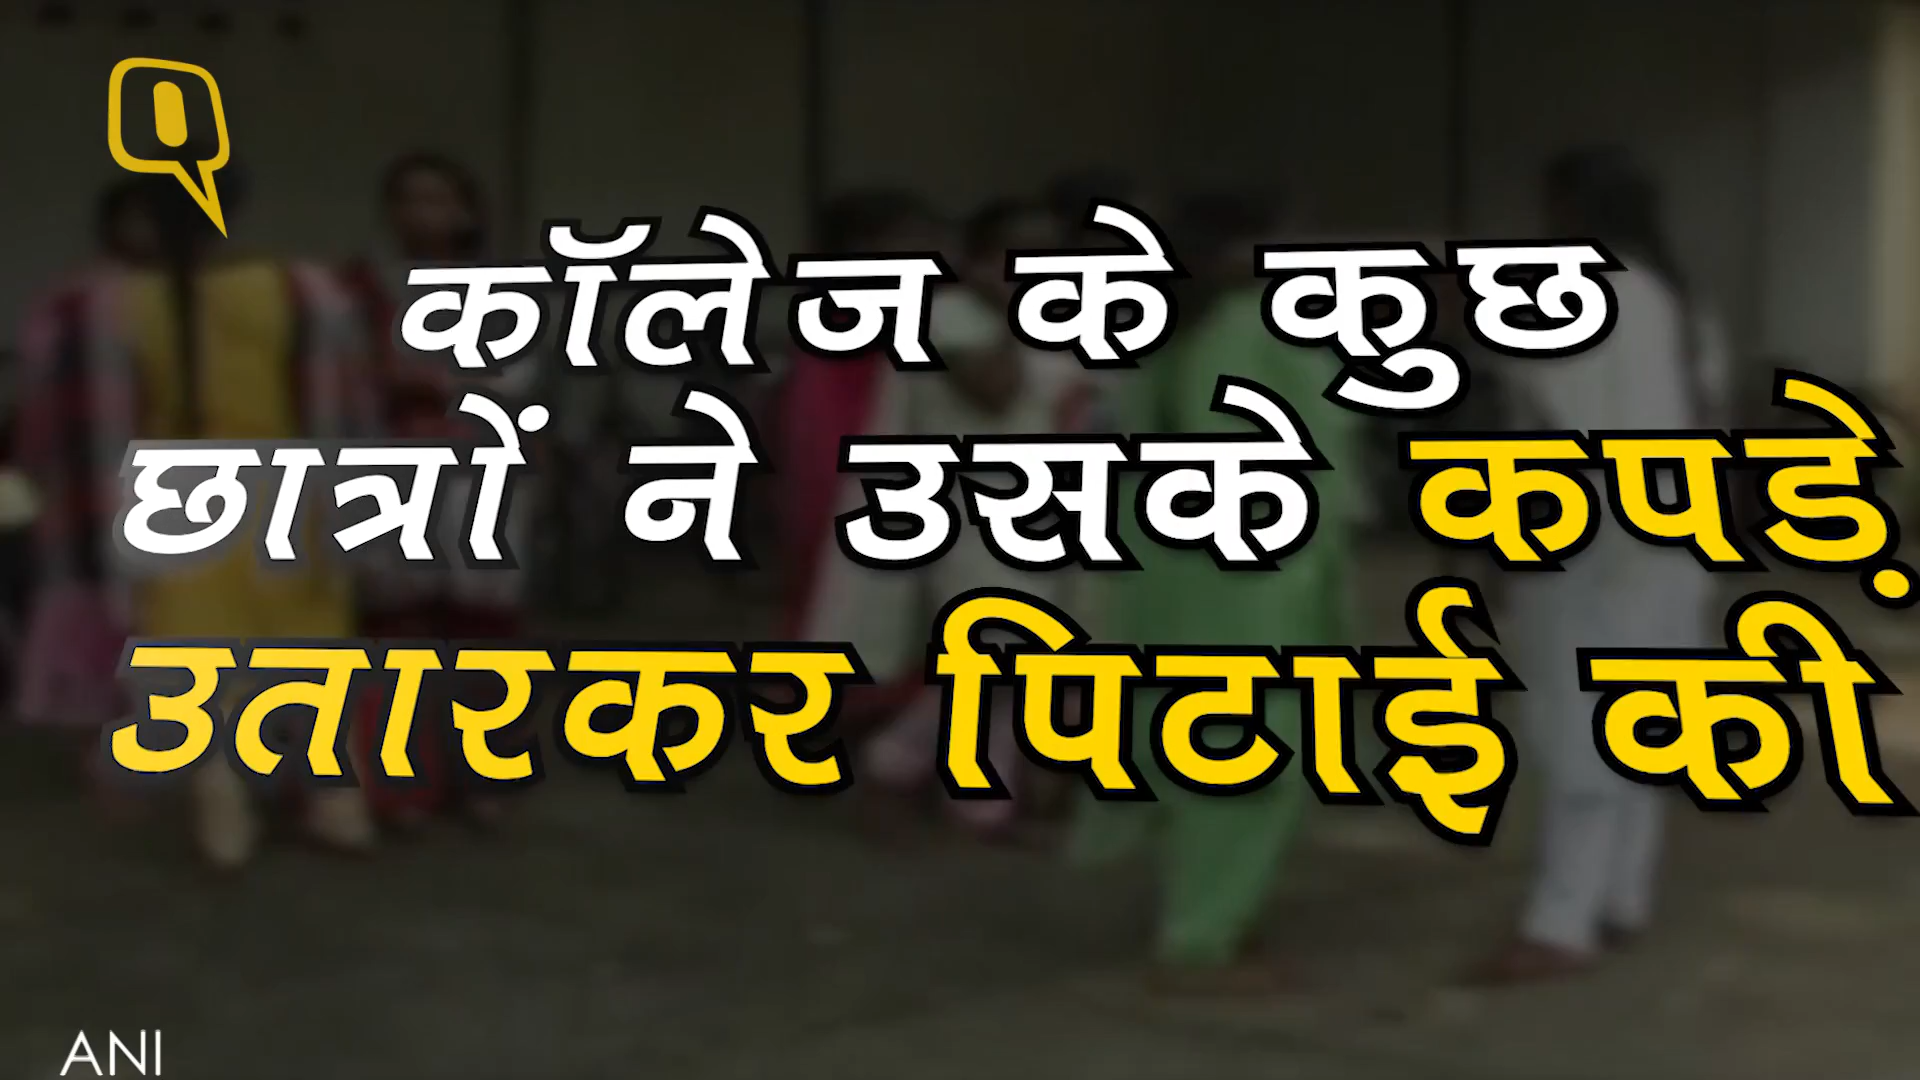 कॉलेज के कुछ
छात्रों ने उसके कपड़े
उतारकर पिटाई की
ANI